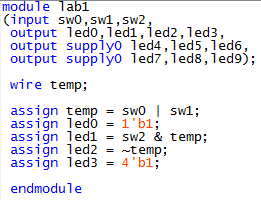 module lab1
(input sw0,sw1,sw2,
output led0,led1,led2,led3,
output supply0 led4,led5,led6,
output supply0 led7,led8,led9);
wire temp;
assign temp = sw0 | sw1;
assign led0 = 1'b1;
assign led1 = sw2 & temp;
assign led2 = ~temp;
assign led3 = 4'b1;
endmodule